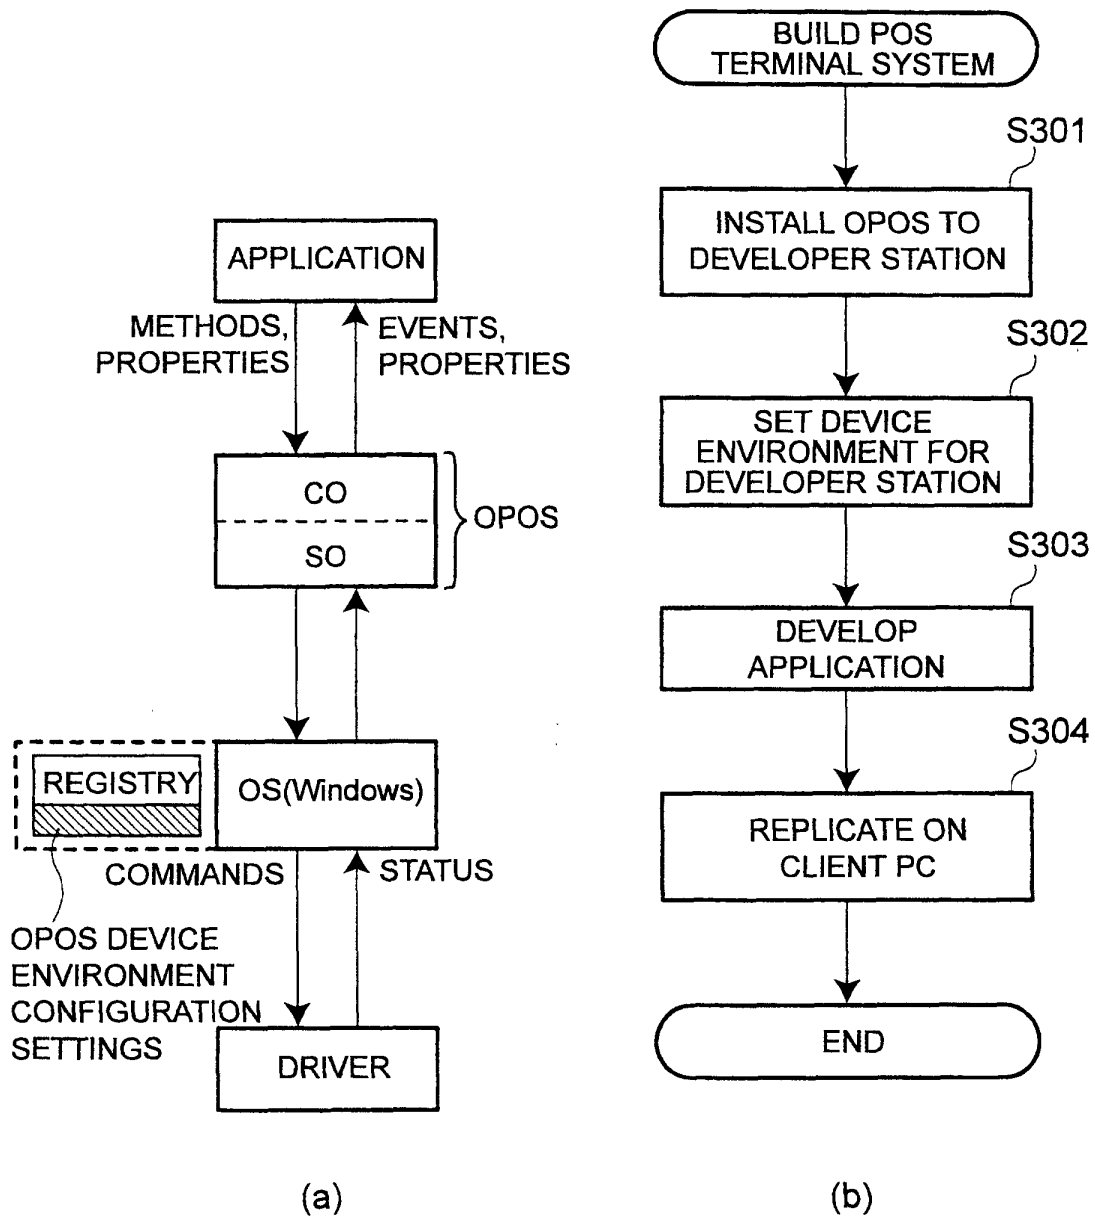 APPLICATION
METHODS,
PROPERTIES
EVENTS,
PROPERTIES
CO
SO
OPOS
REGISTRY
OS(Windows)
COMMANDS
STATUS
OPOS DEVICE
ENVIRONMENT
CONFIGURATION
SETTINGS
DRIVER
(a)
BUILD POS
TERMINAL SYSTEM
S301
INSTALL OPOS TO
DEVELOPER STATION
S302
SET DEVICE
ENVIRONMENT FOR
DEVELOPER STATION
S303
DEVELOP
APPLICATION
S304
REPLICATE ON
CLIENT PC
END
(b)